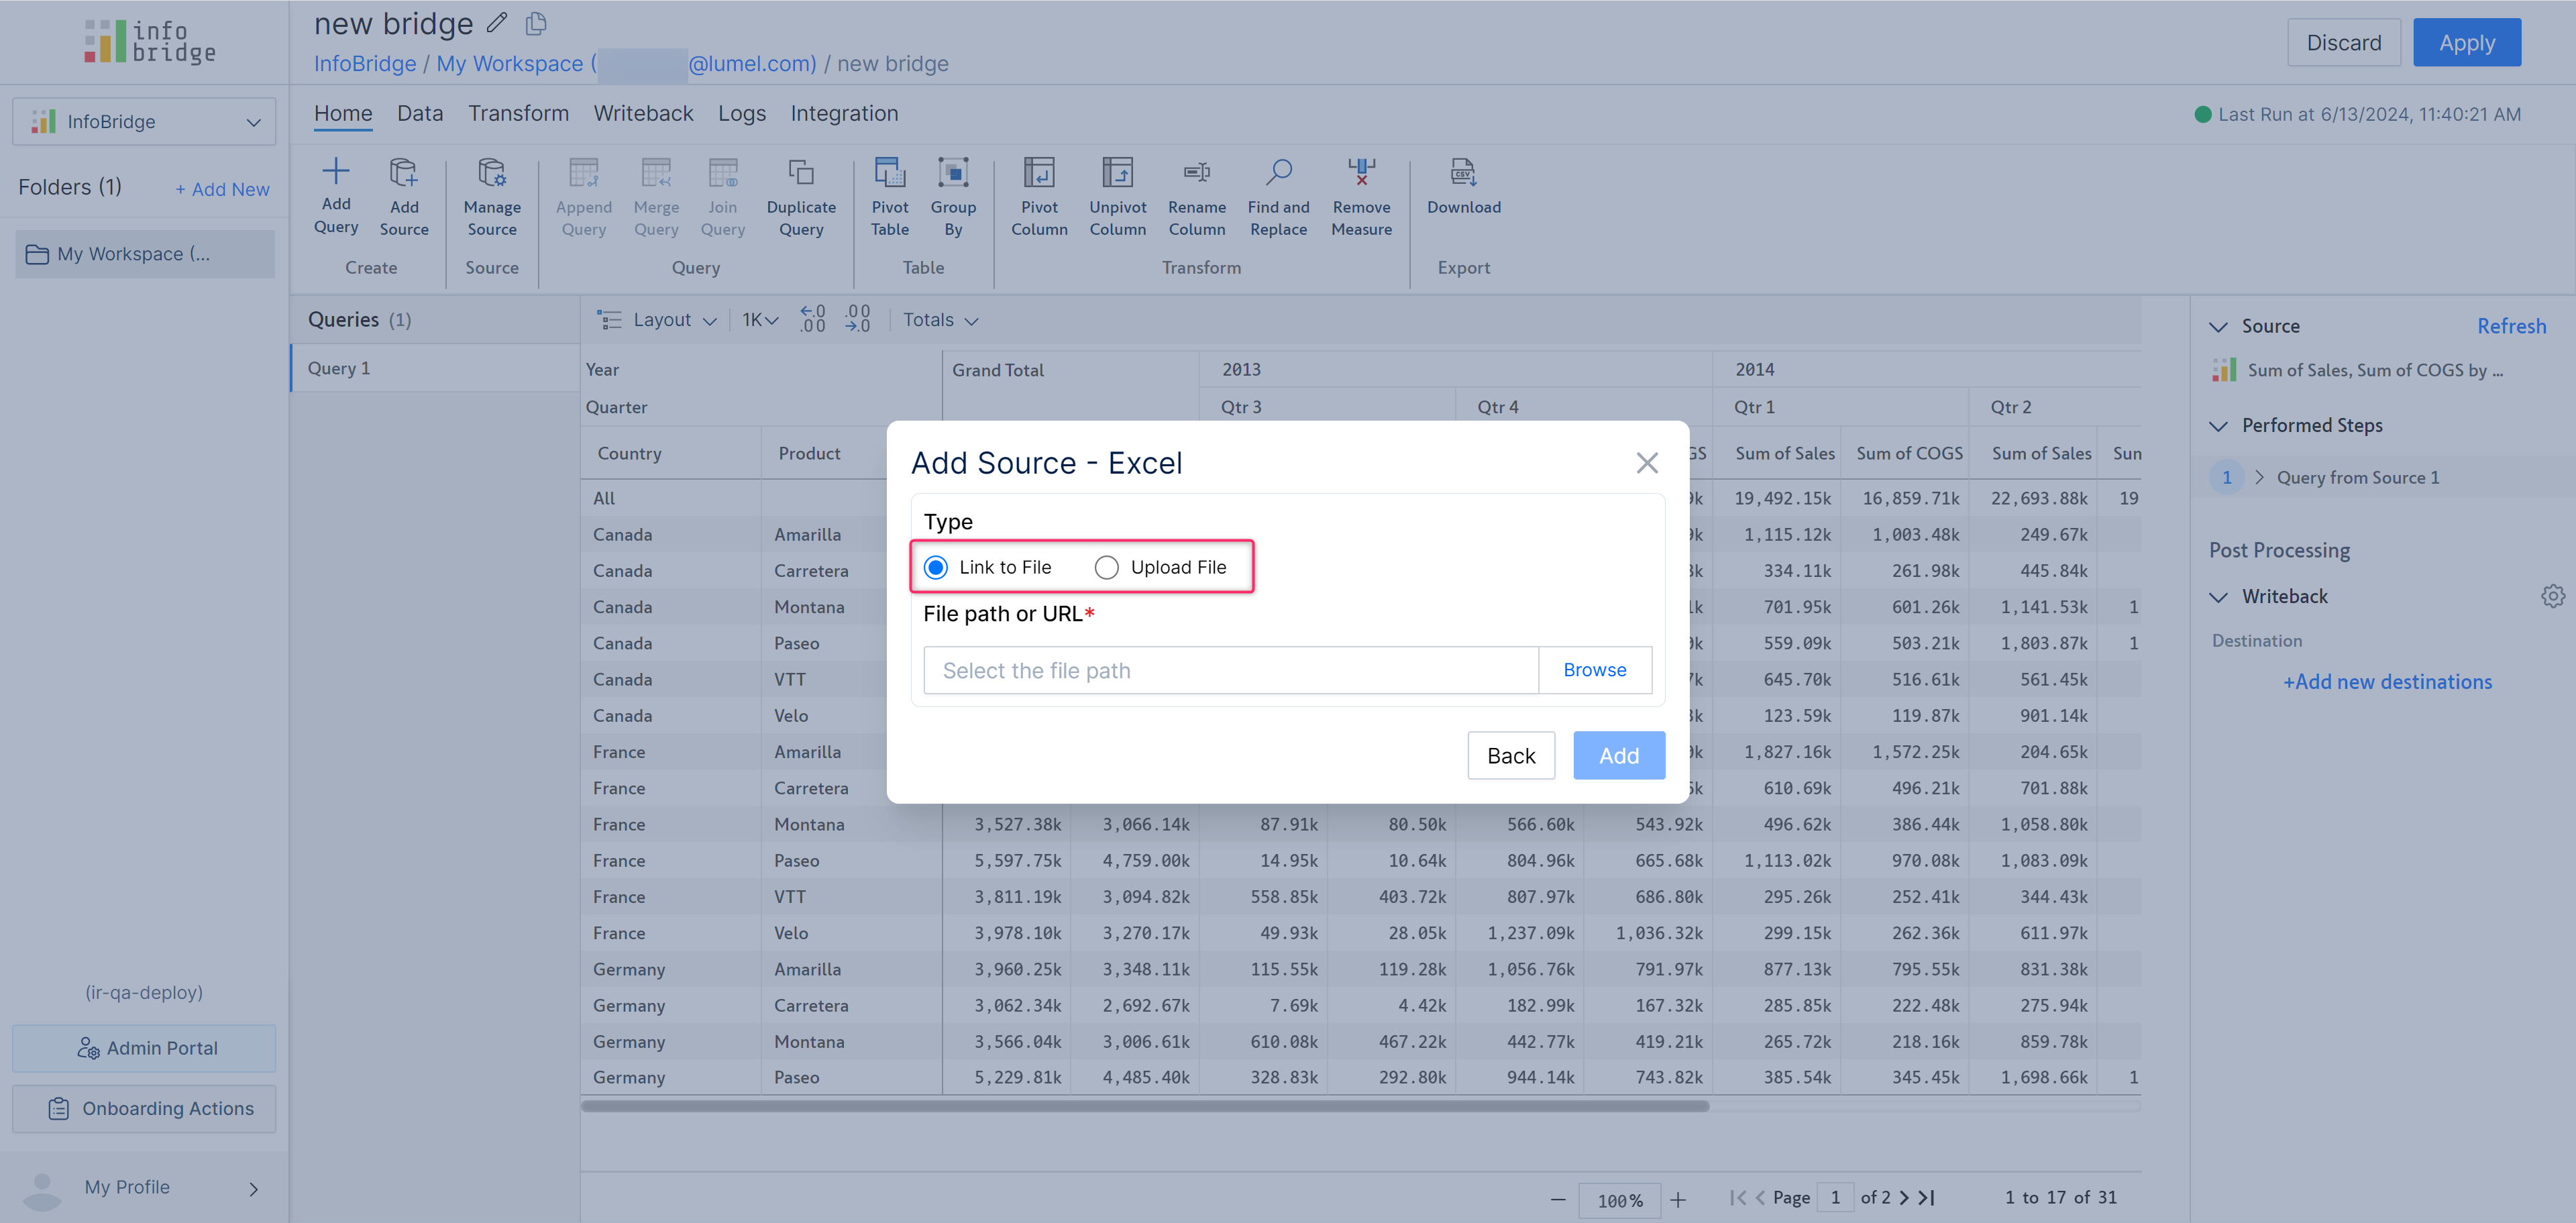 info
bridge
new bridge
InfoBridge / My Workspace ( @lumel.com) / new bridge
Discard
Apply
InfoBridge
Home Data Transform Writeback Logs Integration
Last Run at 6/13/2024, 11:40:21 AM
Folders (1)
+ Add New
My Workspace (...
Add Query
Add Source
Create
Manage Source
Source
Append Query
Merge Query
Join Query
Duplicate Query
Query
Pivot Table
Group By
Table
Pivot Column
Unpivot Column
Rename Column
Find and Replace
Remove Measure
Transform
CSV
Download
Export
Queries (1)
Query 1
Layout 1K ←.0 .00 .00 →.0 Totals
Year Grand Total 2013 2014
Quarter Qtr 3 Qtr 4 Qtr 1 Qtr 2
Country Product GS Sum of Sales Sum of COGS Sum of Sales Sun
All k 19,492.15k 16,859.71k 22,693.88k 19
Canada Amarilla k 1,115.12k 1,003.48k 249.67k
Canada Carretera k 334.11k 261.98k 445.84k
Canada Montana k 701.95k 601.26k 1,141.53k 1
Canada Paseo k 559.09k 503.21k 1,803.87k 1
Canada VTT k 645.70k 516.61k 561.45k
Canada Velo k 123.59k 119.87k 901.14k
France Amarilla k 1,827.16k 1,572.25k 204.65k
France Carretera k 610.69k 496.21k 701.88k
France Montana 3,527.38k 3,066.14k 87.91k 80.50k 566.60k 543.92k 496.62k 386.44k 1,058.80k
France Paseo 5,597.75k 4,759.00k 14.95k 10.64k 804.96k 665.68k 1,113.02k 970.08k 1,083.09k
France VTT 3,811.19k 3,094.82k 558.85k 403.72k 807.97k 686.80k 295.26k 252.41k 344.43k
France Velo 3,978.10k 3,270.17k 49.93k 28.05k 1,237.09k 1,036.32k 299.15k 262.36k 611.97k
Germany Amarilla 3,960.25k 3,348.11k 115.55k 119.28k 1,056.76k 791.97k 877.13k 795.55k 831.38k
Germany Carretera 3,062.34k 2,692.67k 7.69k 4.42k 182.99k 167.32k 285.85k 222.48k 275.94k
Germany Montana 3,566.04k 3,006.61k 610.08k 467.22k 442.77k 419.21k 265.72k 218.16k 859.78k
Germany Paseo 5,229.81k 4,485.40k 328.83k 292.80k 944.14k 743.82k 385.54k 345.45k 1,698.66k 1
Add Source - Excel
Type
Link to File Upload File
File path or URL*
Select the file path
Browse
Back
Add
Source
Refresh
Sum of Sales, Sum of COGS by ...
Performed Steps
1 Query from Source 1
Post Processing
Writeback
Destination
+Add new destinations
(ir-qa-deploy)
Admin Portal
Onboarding Actions
My Profile
100%
Page 1 of 2
1 to 17 of 31